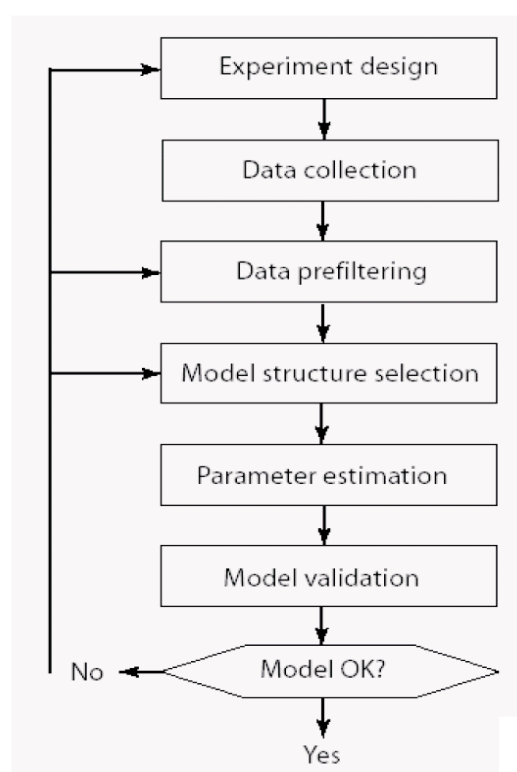 Experiment design
Data collection
Data prefiltering
Model structure selection
Parameter estimation
Model validation
Model OK?
No
Yes